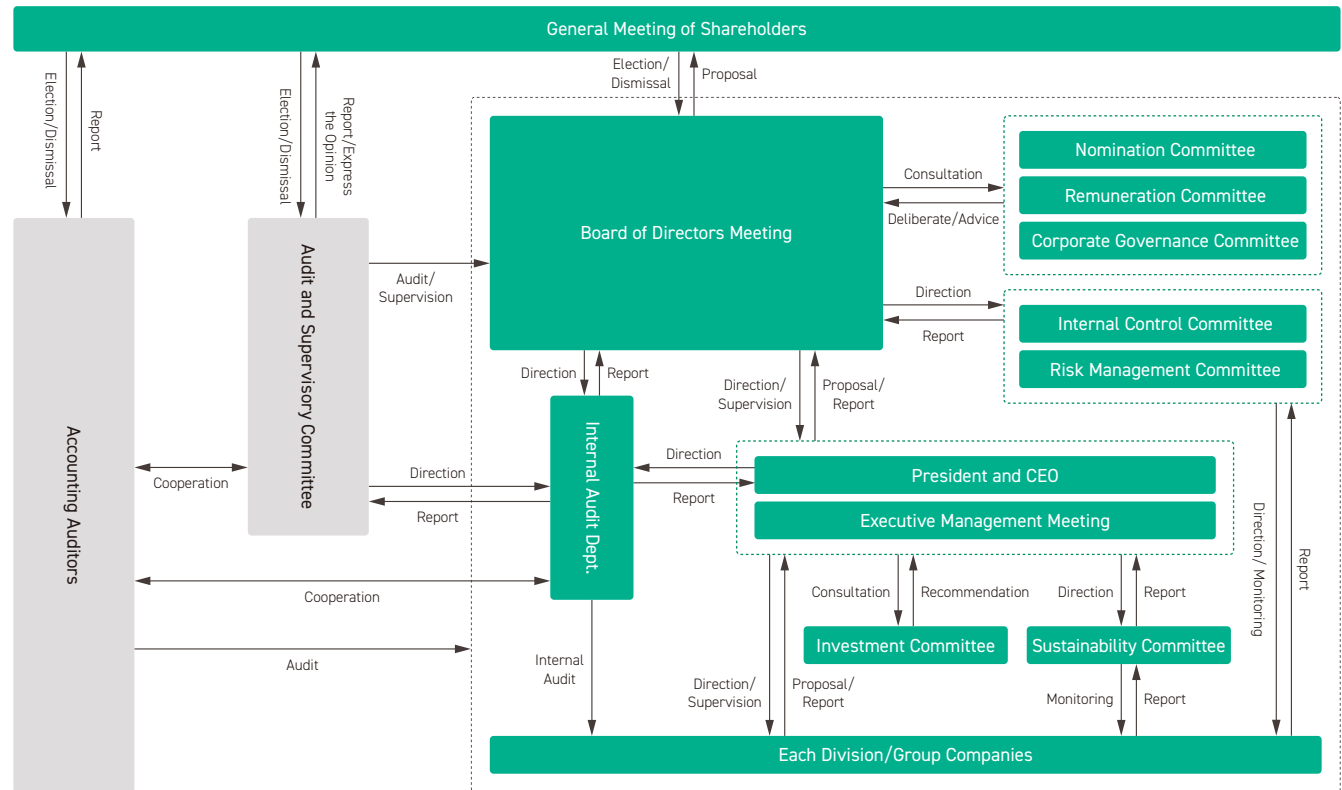 General Meeting of Shareholders
Election/Dismissal
Report
Election/Dismissal
Report/Express
the Opinion
Election/
Dismissal
Proposal
Board of Directors Meeting
Consultation
Deliberate/Advice
Nomination Committee
Remuneration Committee
Corporate Governance Committee
Audit/
Supervision
Direction
Report
Internal Control Committee
Risk Management Committee
Accounting Auditors
Audit and Supervisory Committee
Direction
Report
Direction/
Supervision
Proposal/
Report
Internal Audit Dept.
Cooperation
Direction
Report
Direction
Report
President and CEO
Executive Management Meeting
Direction/ Monitoring
Report
Cooperation
Consultation
Recommendation
Direction
Report
Investment Committee
Sustainability Committee
Audit
Internal
Audit
Direction/
Supervision
Proposal/
Report
Monitoring
Report
Each Division/Group Companies